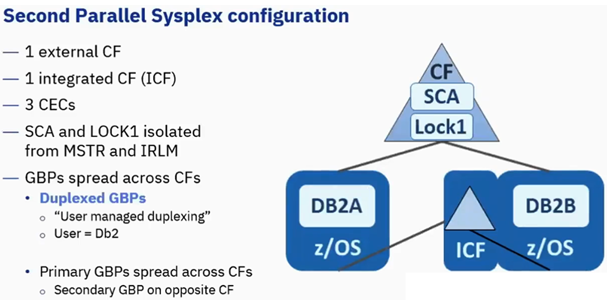 Second Parallel Sysplex configuration
— 1 external CF
— 1 integrated CF (ICF)
— 3 CECs
— SCA and LOCK1 isolated
from MSTR and IRLM
— GBPs spread across CFs
• Duplexed GBPs
○ “User managed duplexing”
○ User = Db2
• Primary GBPs spread across CFs
○ Secondary GBP on opposite CF
CF
SCA
Lock1
DB2A
z/OS
ICF
DB2B
z/OS